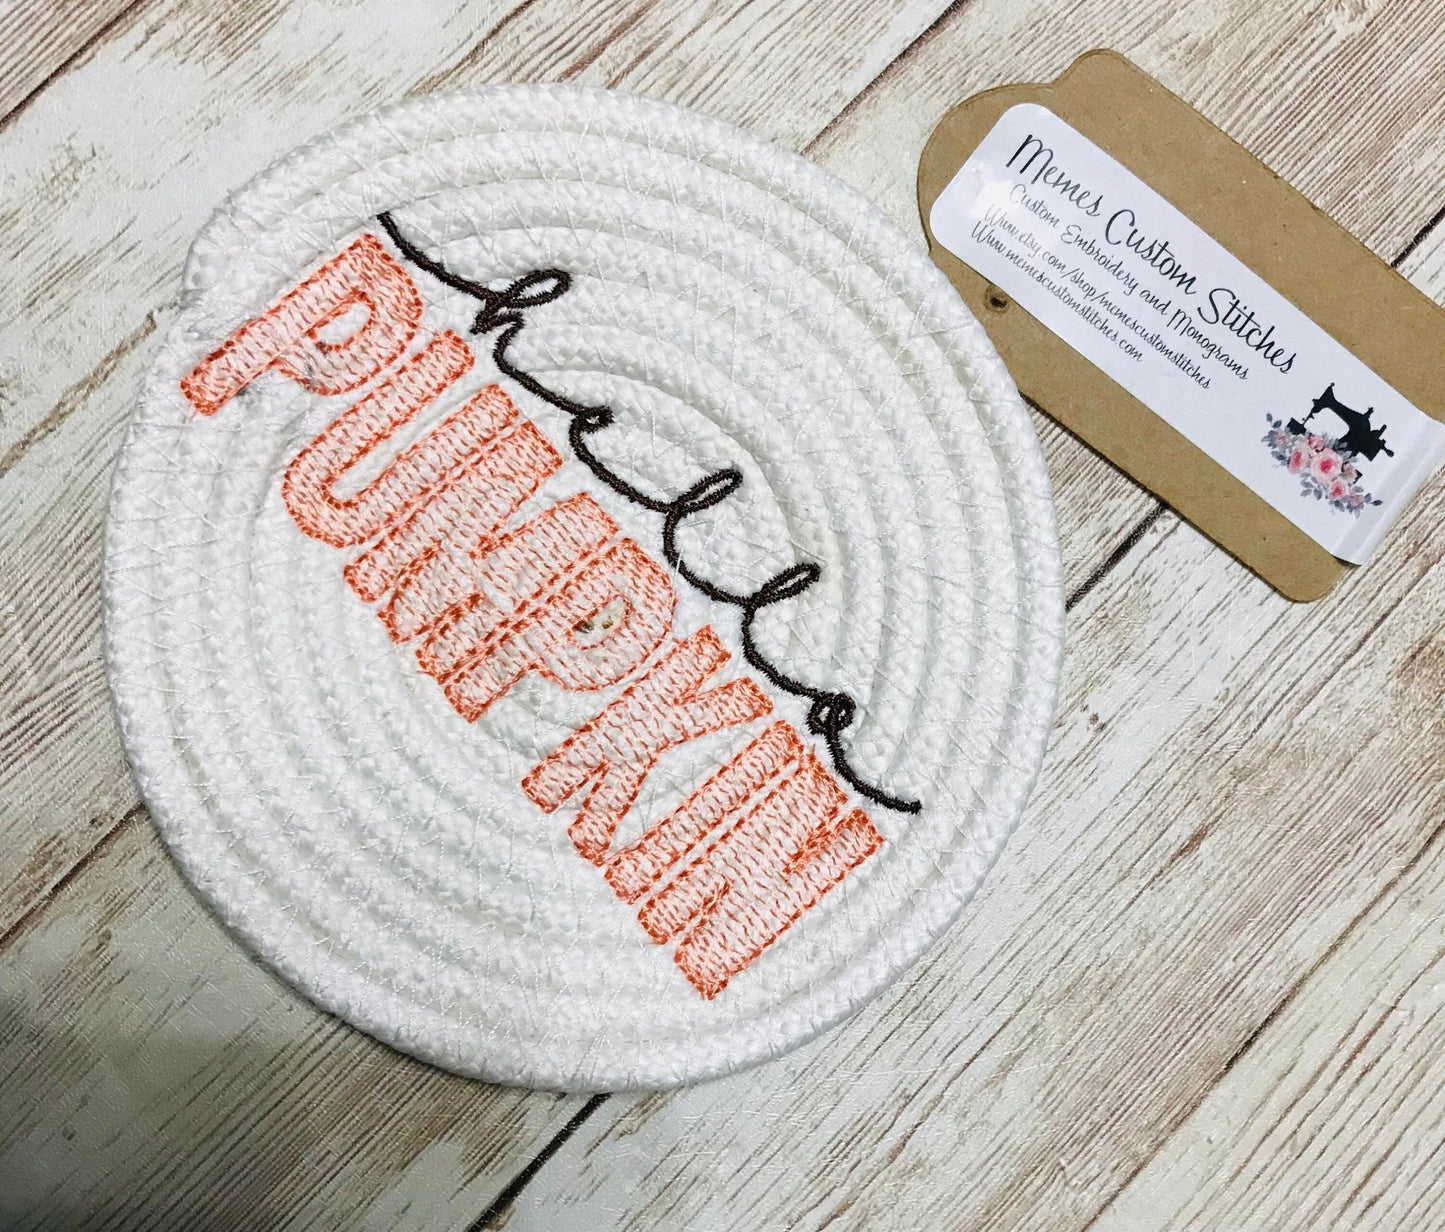 hello
PUMPKIN
Memes Custom Stitches
Custom Embroidery and Monograms
Www.etsy.com/shop/memescustomstitches
Www.memescustomstitches.com